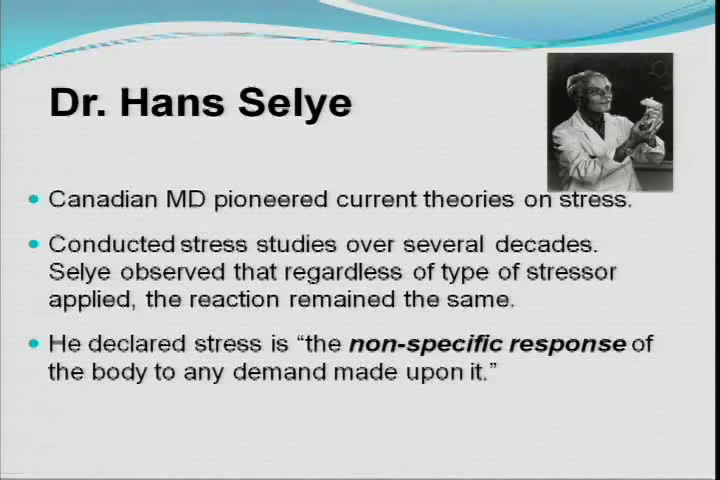 Dr. Hans Selye
Canadian MD pioneered current theories on stress.
Conducted stress studies over several decades.
Selye observed that regardless of type of stressor
applied, the reaction remained the same.
He declared stress is “the non-specific response of
the body to any demand made upon it.”